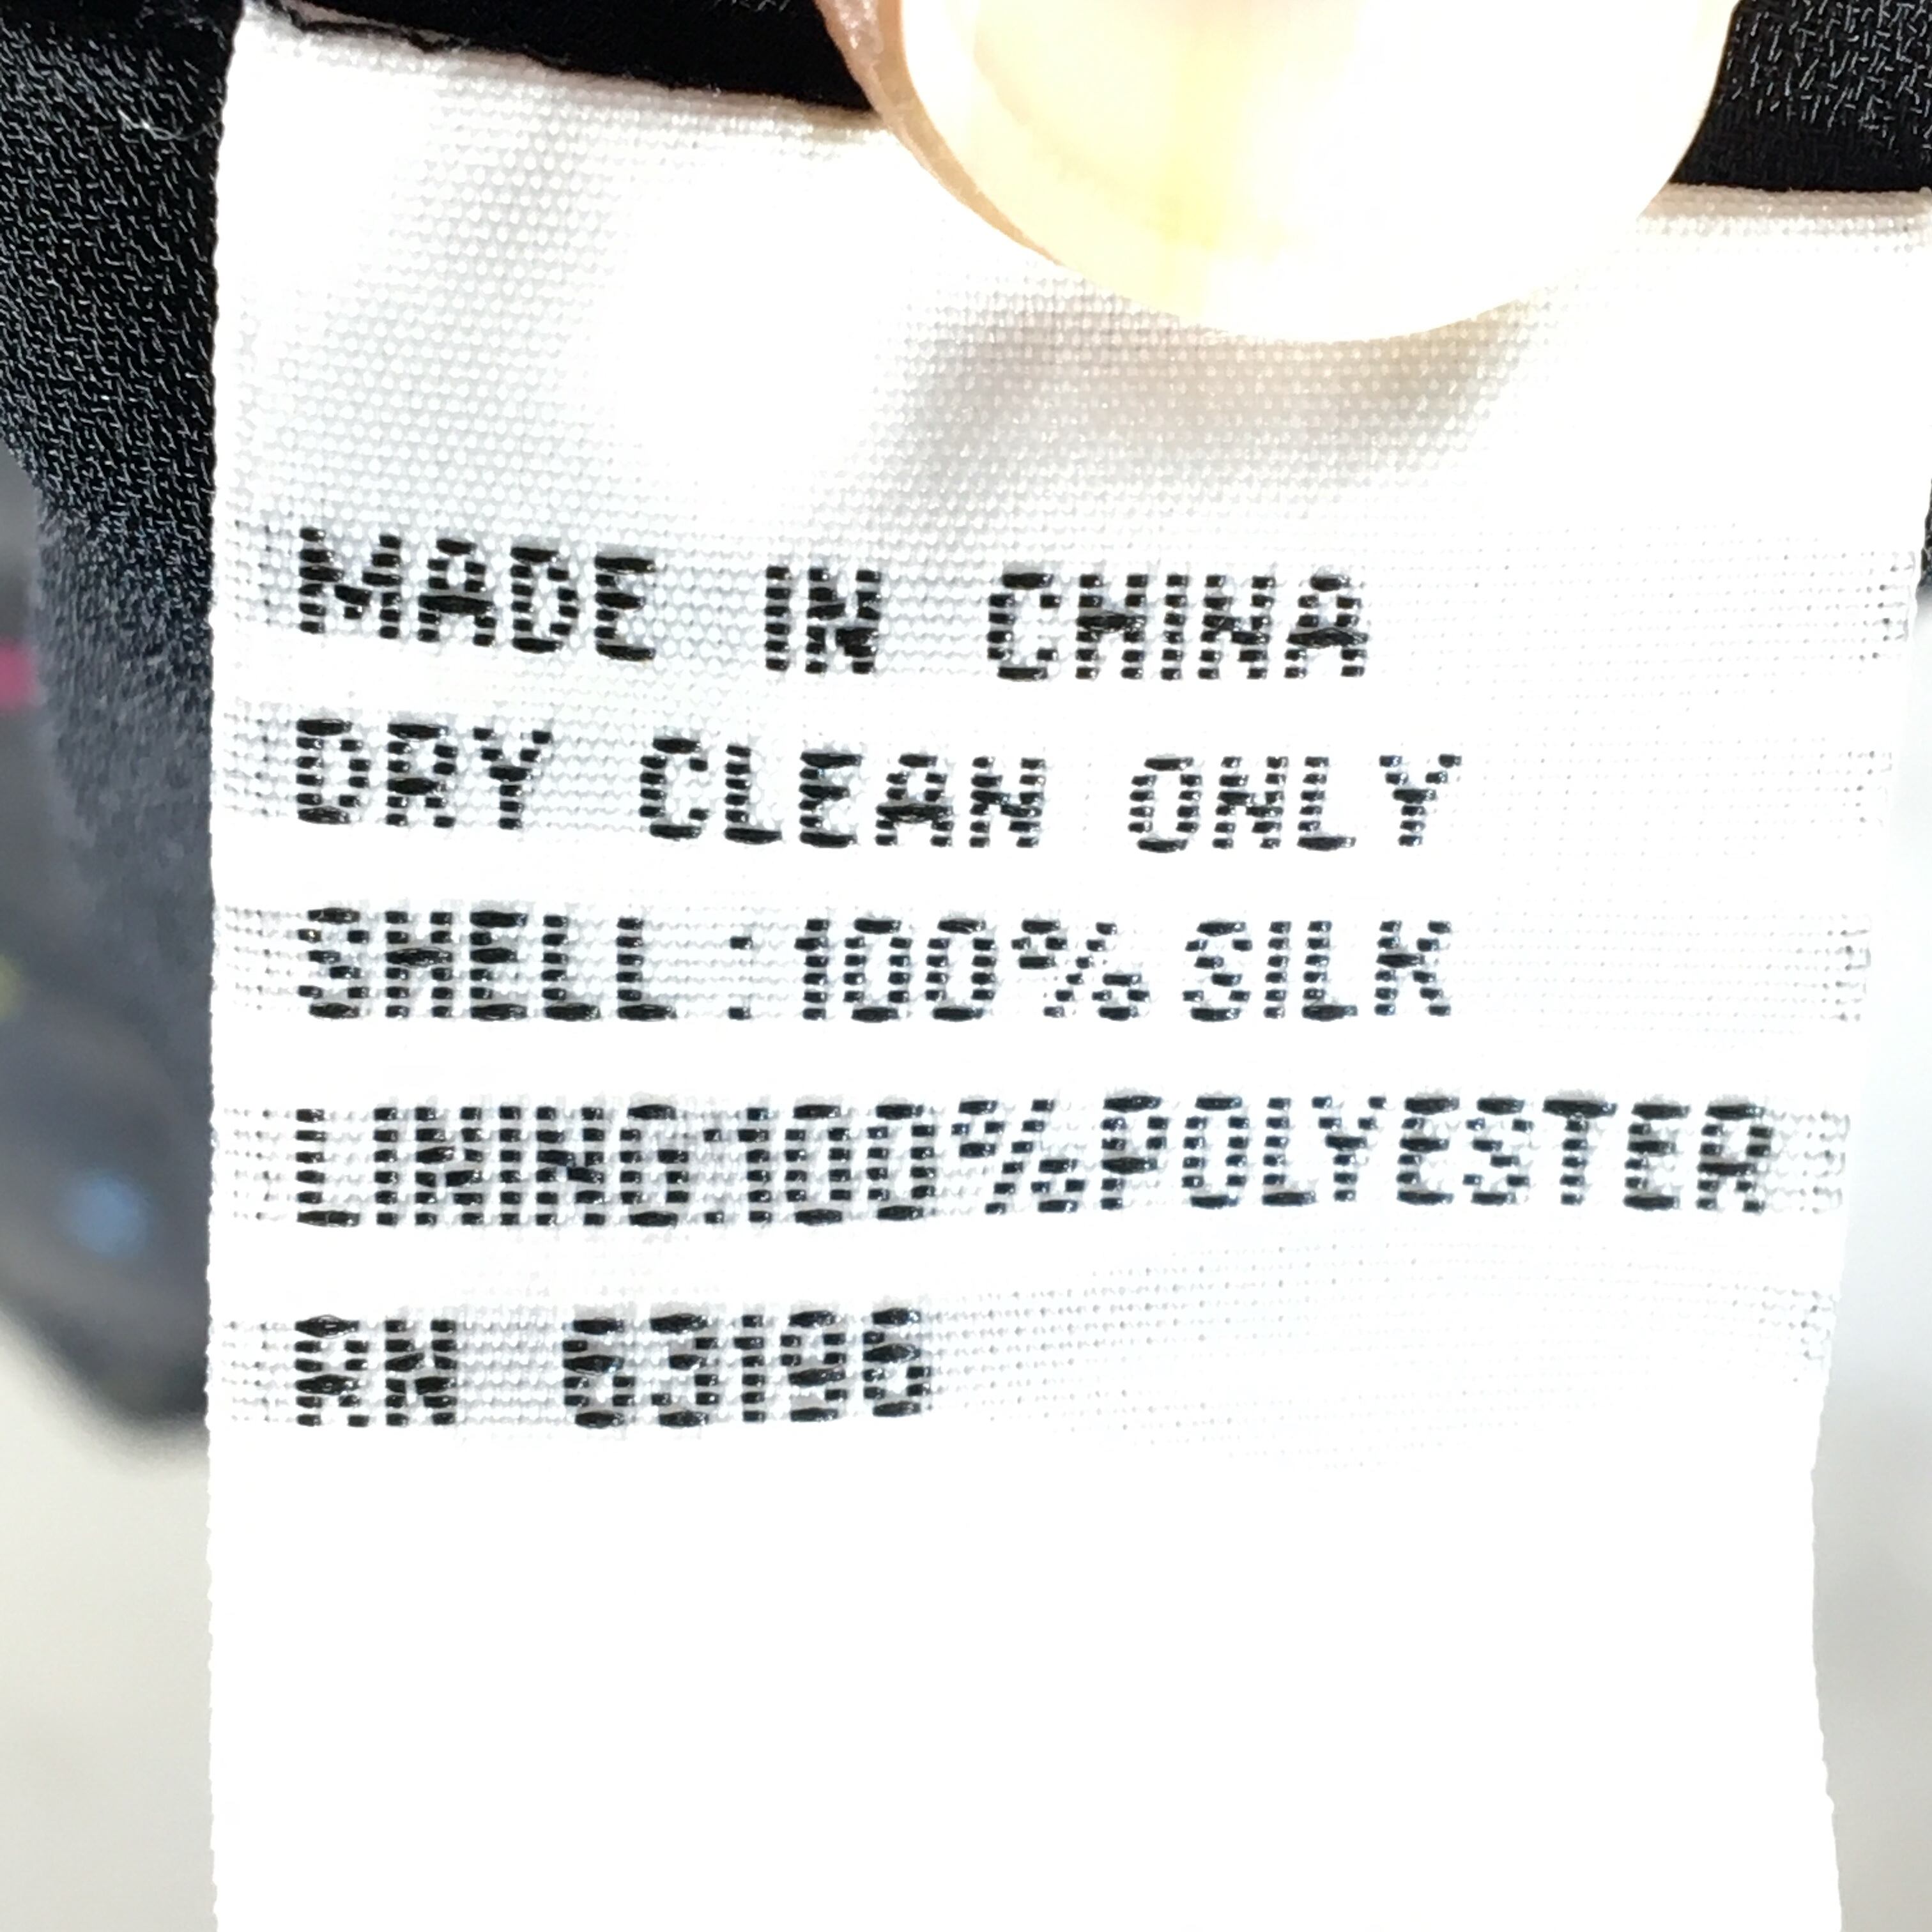 MADE IN CHINA
DRY CLEAN ONLY
SHELL:100% SILK
LINING:100%POLYESTER
RN 63196